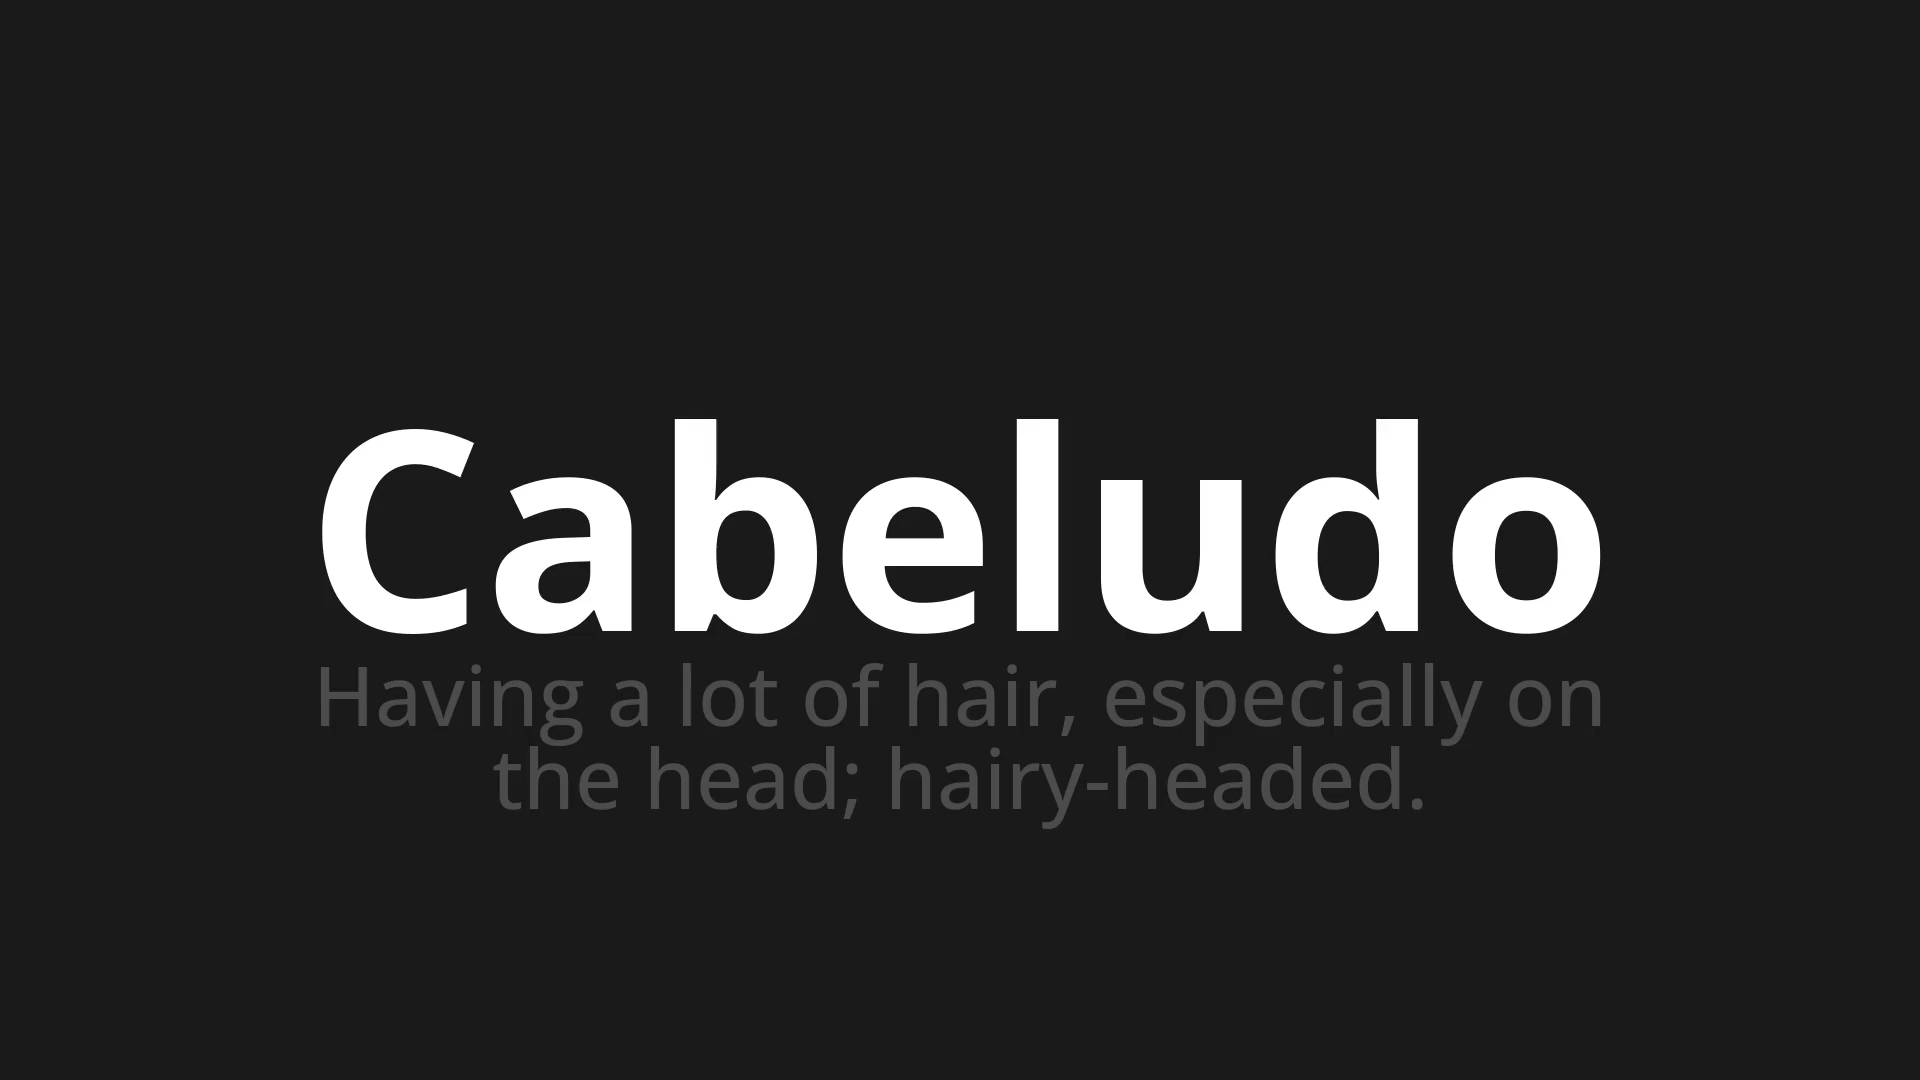 Cabeludo
Having a lot of hair, especially on
the head; hairy-headed.